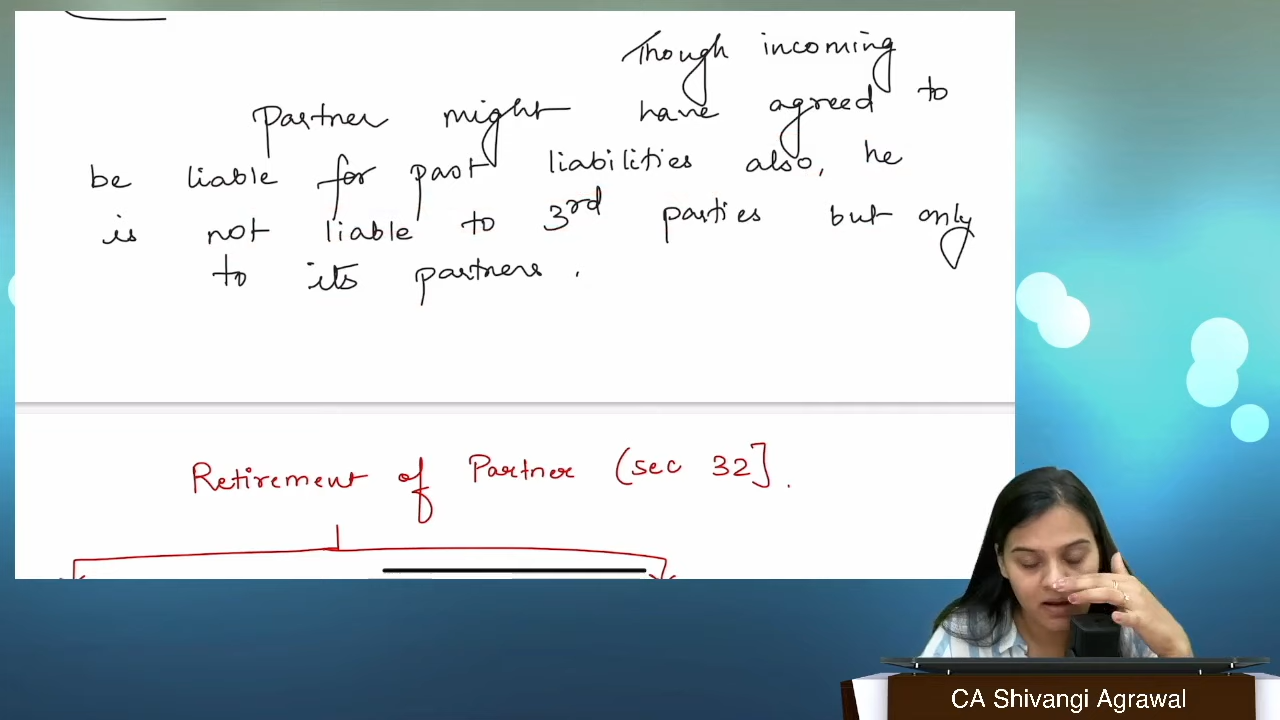 Though incoming
partner might have agreed to
be liable for past liabilities also, he
is not liable to 3rd parties but only
to its partners.
Retirement of Partner (sec 32].
CA Shivangi Agrawal